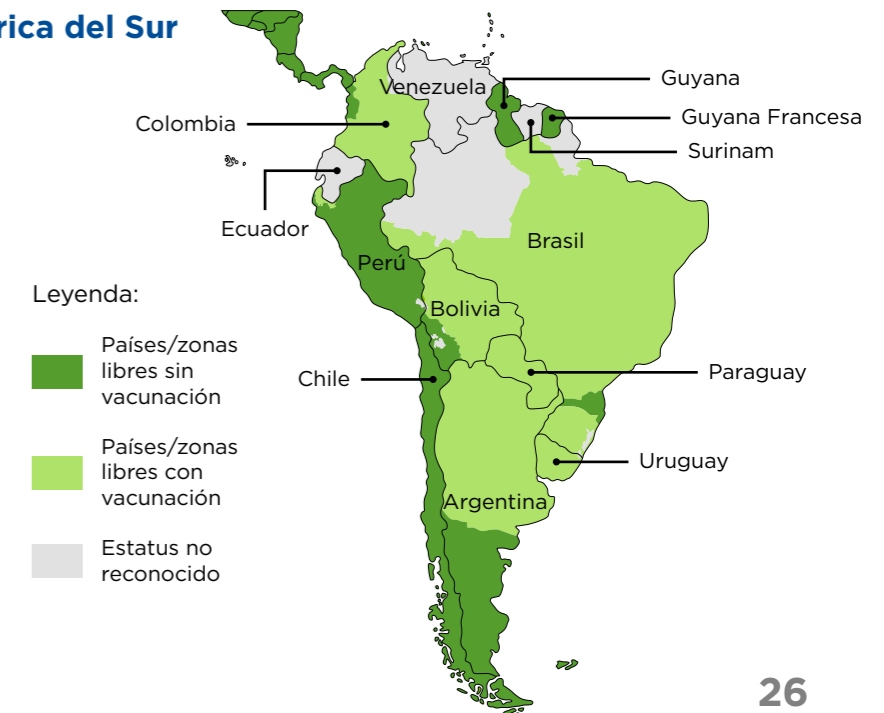 rica del Sur
Venezuela
Guyana
Colombia
Guyana Francesa
Surinam
Ecuador
Brasil
Perú
Leyenda:
Bolivia
Países/zonas
libres sin
vacunación
Chile
Paraguay
Países/zonas
libres con
vacunación
Uruguay
Argentina
Estatus no
reconocido
26